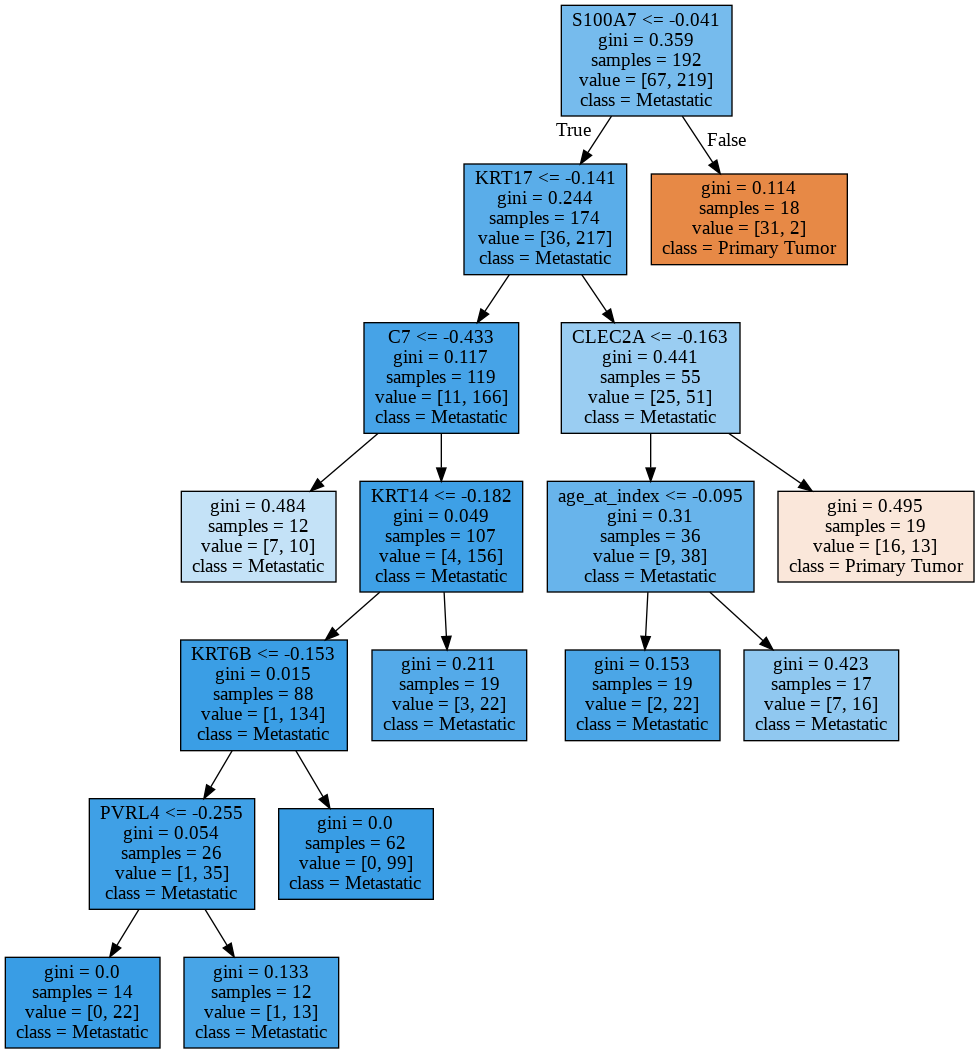 S100A7 <= -0.041
gini = 0.359
samples = 192
value = [67, 219]
class = Metastatic
True
False
KRT17 <= -0.141
gini = 0.244
samples = 174
value = [36, 217]
class = Metastatic
gini = 0.114
samples = 18
value = [31, 2]
class = Primary Tumor
C7 <= -0.433
gini = 0.117
samples = 119
value = [11, 166]
class = Metastatic
CLEC2A <= -0.163
gini = 0.441
samples = 55
value = [25, 51]
class = Metastatic
gini = 0.484
samples = 12
value = [7, 10]
class = Metastatic
KRT14 <= -0.182
gini = 0.049
samples = 107
value = [4, 156]
class = Metastatic
age_at_index <= -0.095
gini = 0.31
samples = 36
value = [9, 38]
class = Metastatic
gini = 0.495
samples = 19
value = [16, 13]
class = Primary Tumor
KRT6B <= -0.153
gini = 0.015
samples = 88
value = [1, 134]
class = Metastatic
gini = 0.211
samples = 19
value = [3, 22]
class = Metastatic
gini = 0.153
samples = 19
value = [2, 22]
class = Metastatic
gini = 0.423
samples = 17
value = [7, 16]
class = Metastatic
PVRL4 <= -0.255
gini = 0.054
samples = 26
value = [1, 35]
class = Metastatic
gini = 0.0
samples = 62
value = [0, 99]
class = Metastatic
gini = 0.0
samples = 14
value = [0, 22]
class = Metastatic
gini = 0.133
samples = 12
value = [1, 13]
class = Metastatic